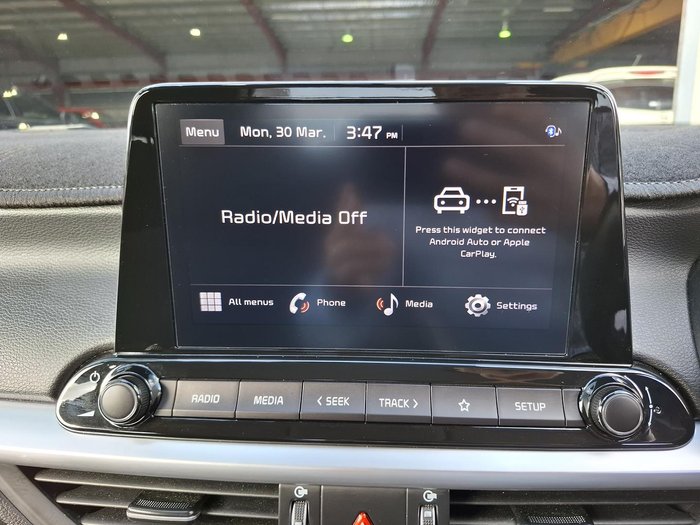 Menu Mon, 30 Mar. 3:47 PM
Radio/Media Off
Press this widget to connect
Android Auto or Apple
CarPlay.
All menus Phone Media Settings
RADIO MEDIA < SEEK TRACK > SETUP